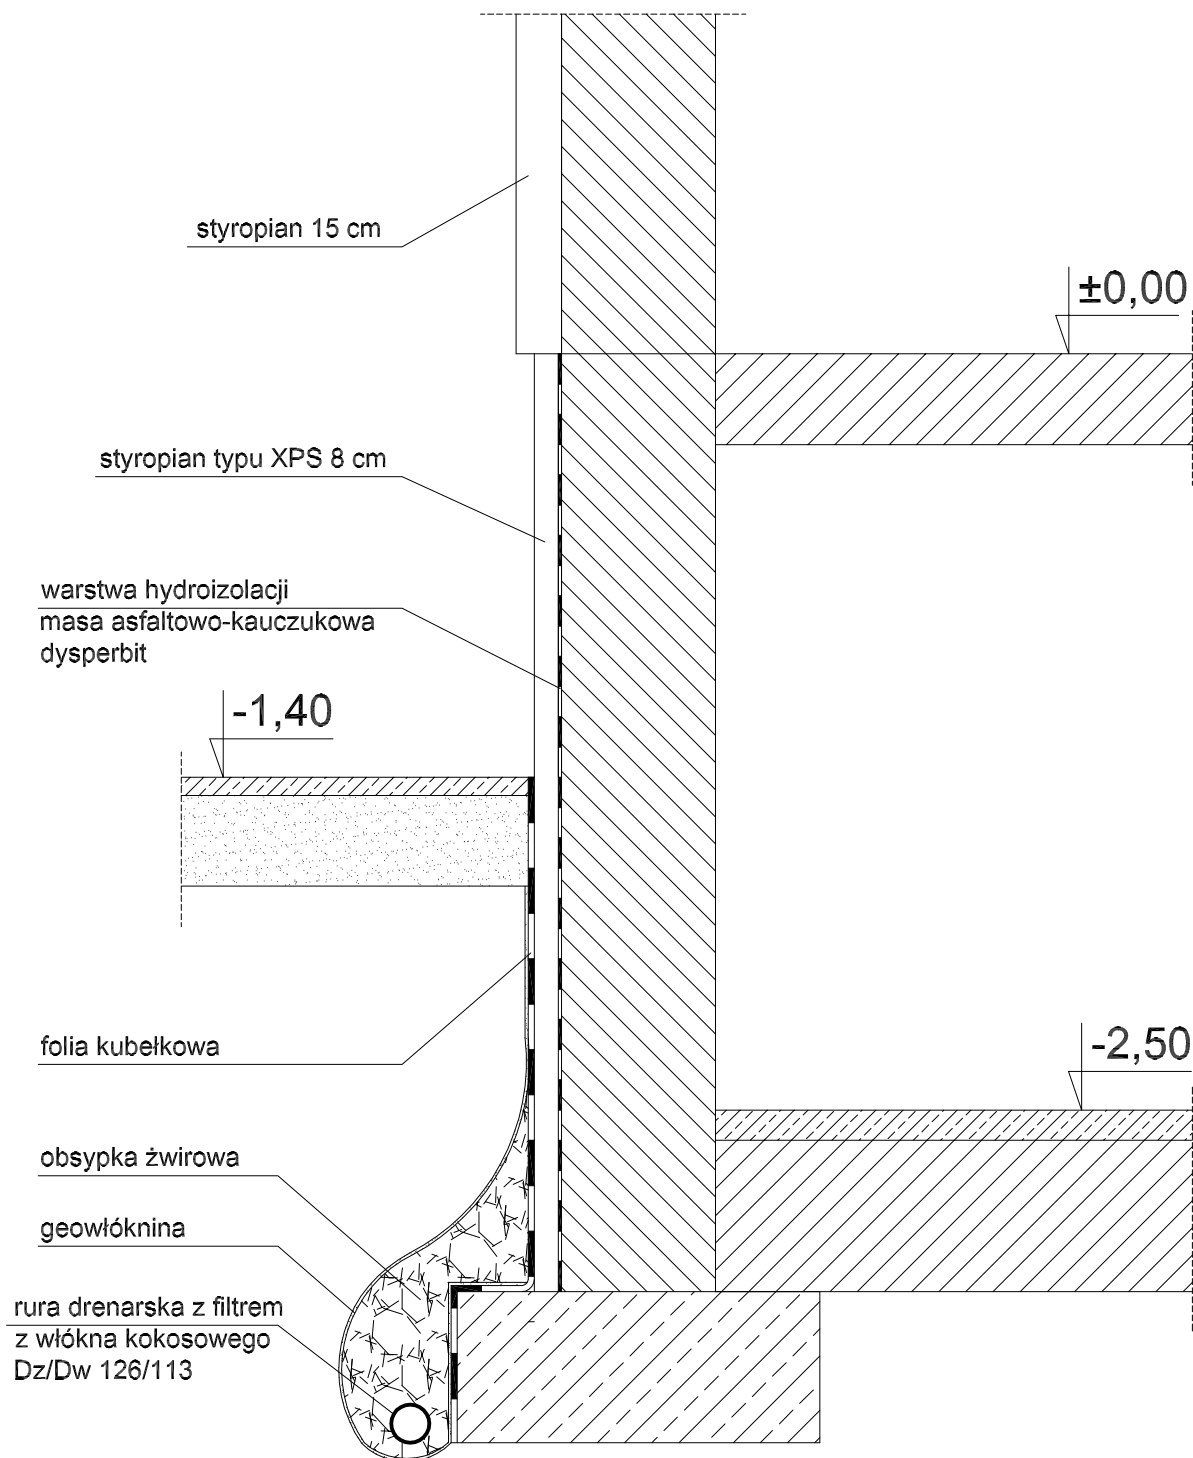 styropian 15 cm
±0,00
styropian typu XPS 8 cm
warstwa hydroizolacji
masa asfaltowo-kauczukowa
dysperbit
-1,40
folia kubełkowa
-2,50
obsypka żwirowa
geowłóknina
rura drenarska z filtrem
z włókna kokosowego
Dz/Dw 126/113